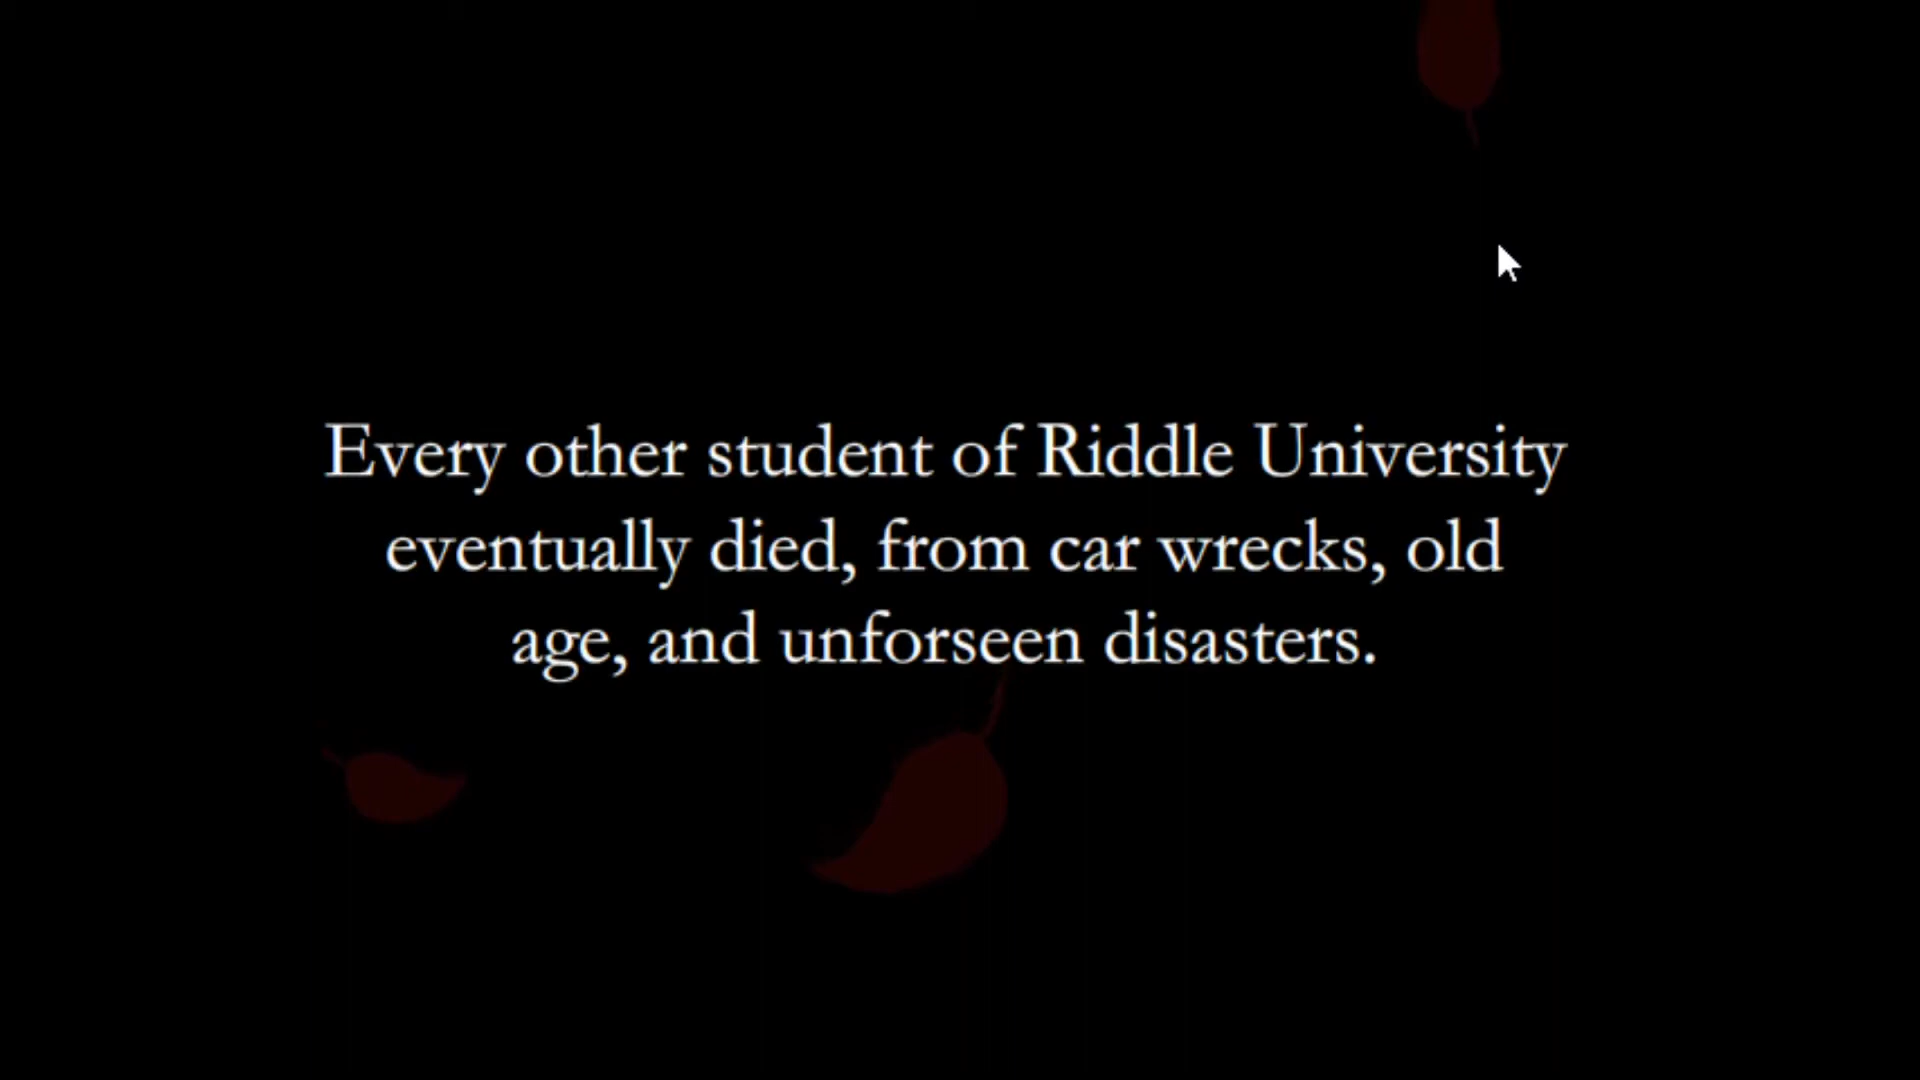 Every other student of Riddle University
eventually died, from car wrecks, old
age, and unforseen disasters.